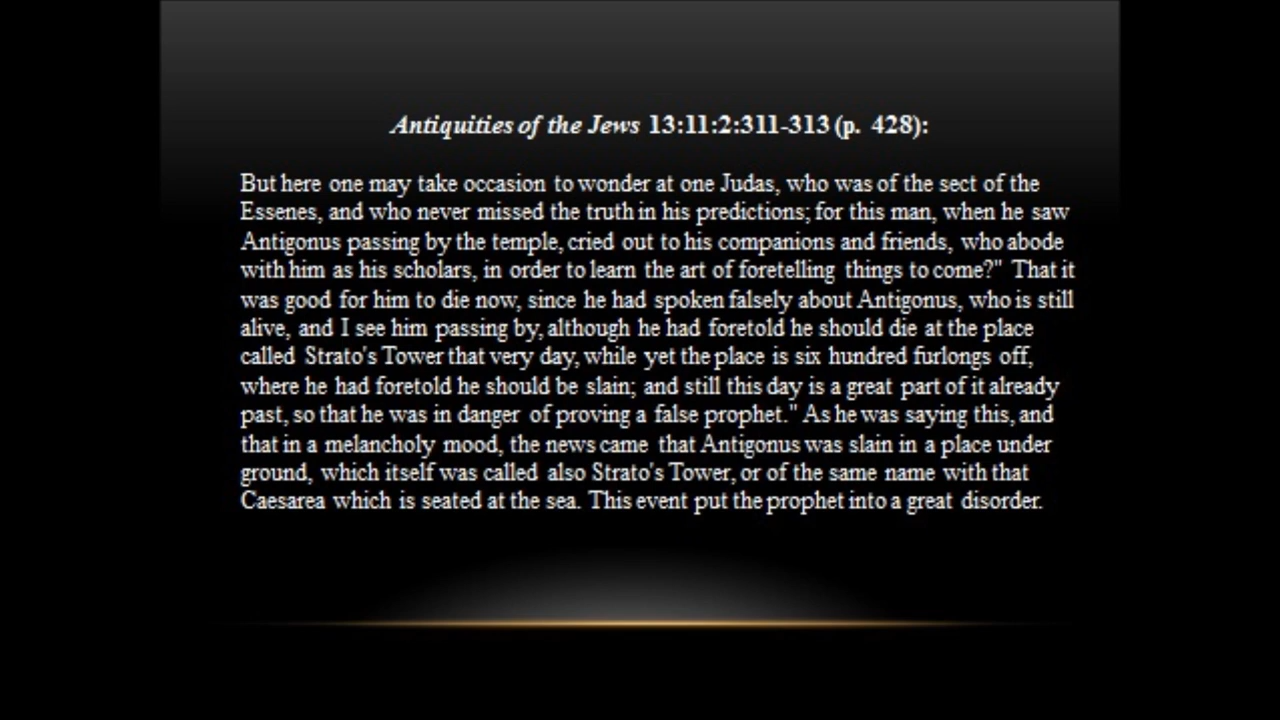 Antiquities of the Jews 13:11:2:311-313 (p. 428):
But here one may take occasion to wonder at one Judas, who was of the sect of the
Essenes, and who never missed the truth in his predictions; for this man, when he saw
Antigonus passing by the temple, cried out to his companions and friends, who abode
with him as his scholars, in order to learn the art of foretelling things to come?" That it
was good for him to die now, since he had spoken falsely about Antigonus, who is still
alive, and I see him passing by, although he had foretold he should die at the place
called Strato's Tower that very day, while yet the place is six hundred furlongs off,
where he had foretold he should be slain; and still this day is a great part of it already
past, so that he was in danger of proving a false prophet." As he was saying this, and
that in a melancholy mood, the news came that Antigonus was slain in a place under
ground, which itself was called also Strato's Tower, or of the same name with that
Caesarea which is seated at the sea. This event put the prophet into a great disorder.